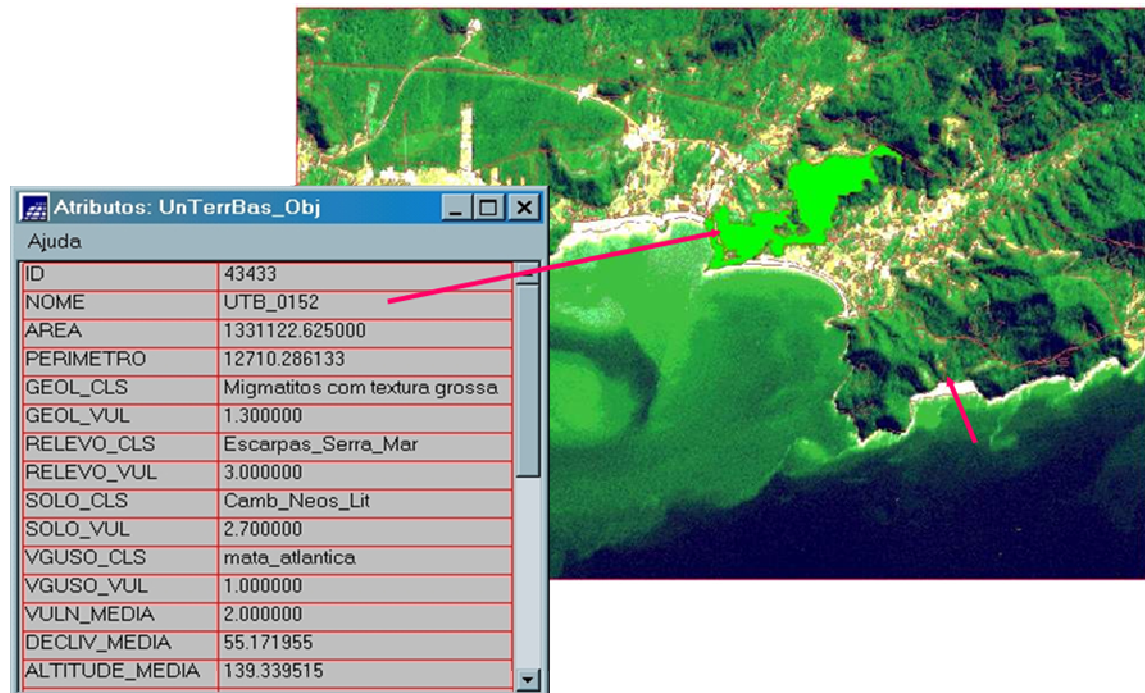 Atributos: UnTerrBas_Obj
Ajuda
ID 43433
NOME UTB_0152
AREA 1331122.625000
PERIMETRO 12710.286133
GEOL_CLS Migmatitos com textura grossa
GEOL_VUL 1.300000
RELEVO_CLS Escarpas_Serra_Mar
RELEVO_VUL 3.000000
SOLO_CLS Camb_Neos_Lit
SOLO_VUL 2.700000
VGUSO_CLS mata_atlantica
VGUSO_VUL 1.000000
VULN_MEDIA 2.000000
DECLIV_MEDIA 55.171955
ALTITUDE_MEDIA 139.339515